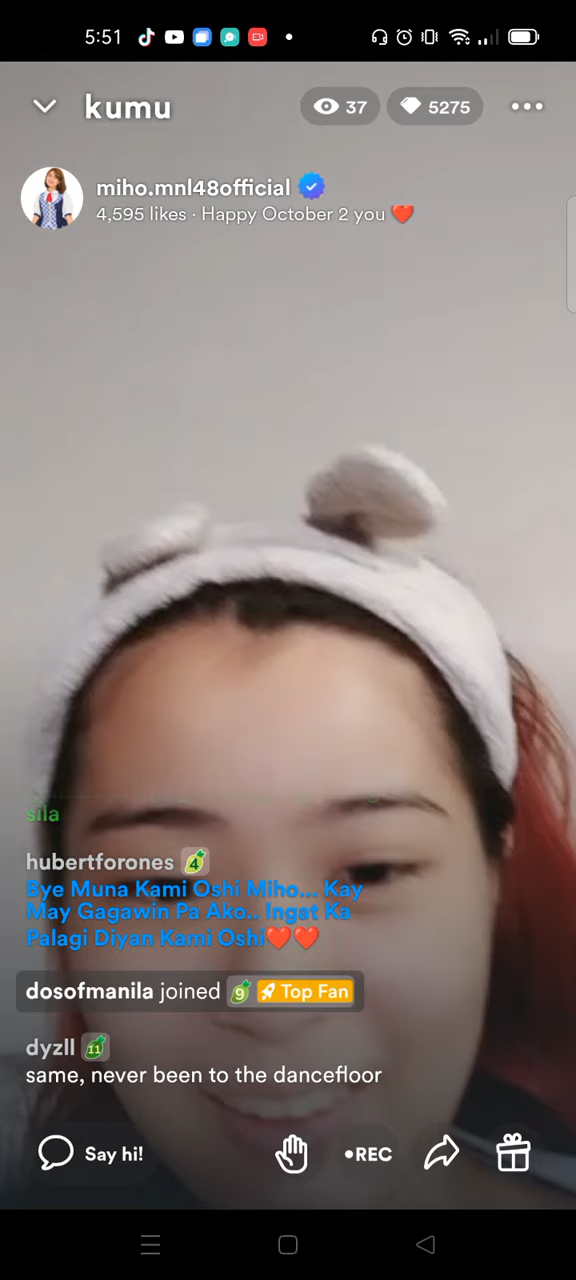 5:51
kumu
37
5275
miho.mnl48official
4,595 likes · Happy October 2 you ❤️
sila
hubertforones 4
Bye Muna Kami Oshi Miho... Kay
May Gagawin Pa Ako.. Ingat Ka
Palagi Diyan Kami Oshi❤️❤️
dosofmanila joined 9 Top Fan
dyzll 11
same, never been to the dancefloor
Say hi!
•REC